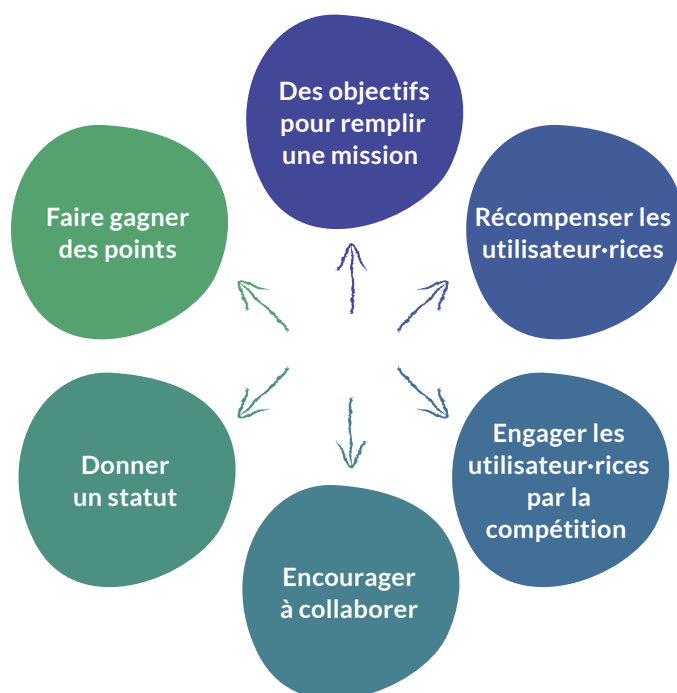 Des objectifs
pour remplir
une mission
Récompenser les
utilisateur·rices
Engager les
utilisateur·rices
par la
compétition
Encourager
à collaborer
Donner
un statut
Faire gagner
des points